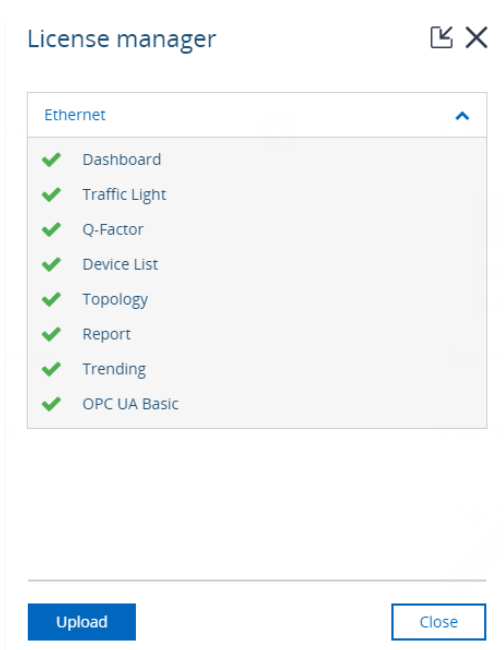 License manager
Ethernet
Dashboard
Traffic Light
Q-Factor
Device List
Topology
Report
Trending
OPC UA Basic
Upload
Close